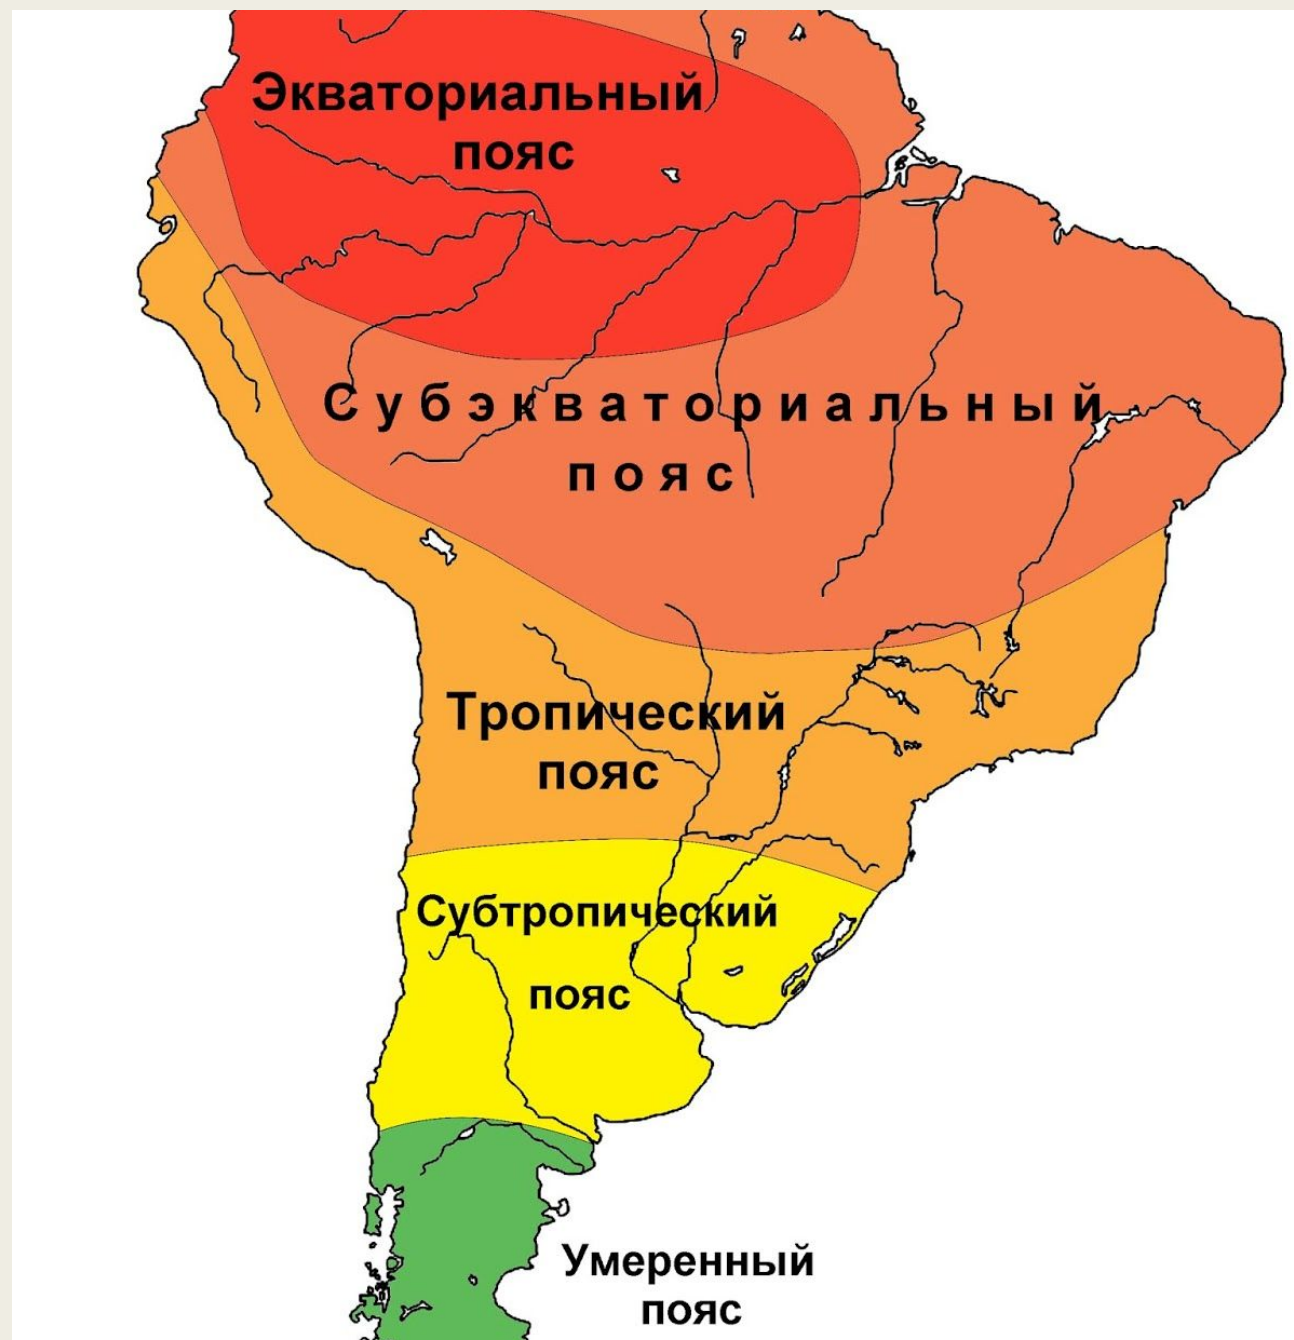 Экваториальный
пояс
Субэкваториальный
пояс
Тропический
пояс
Субтропический
пояс
Умеренный
пояс